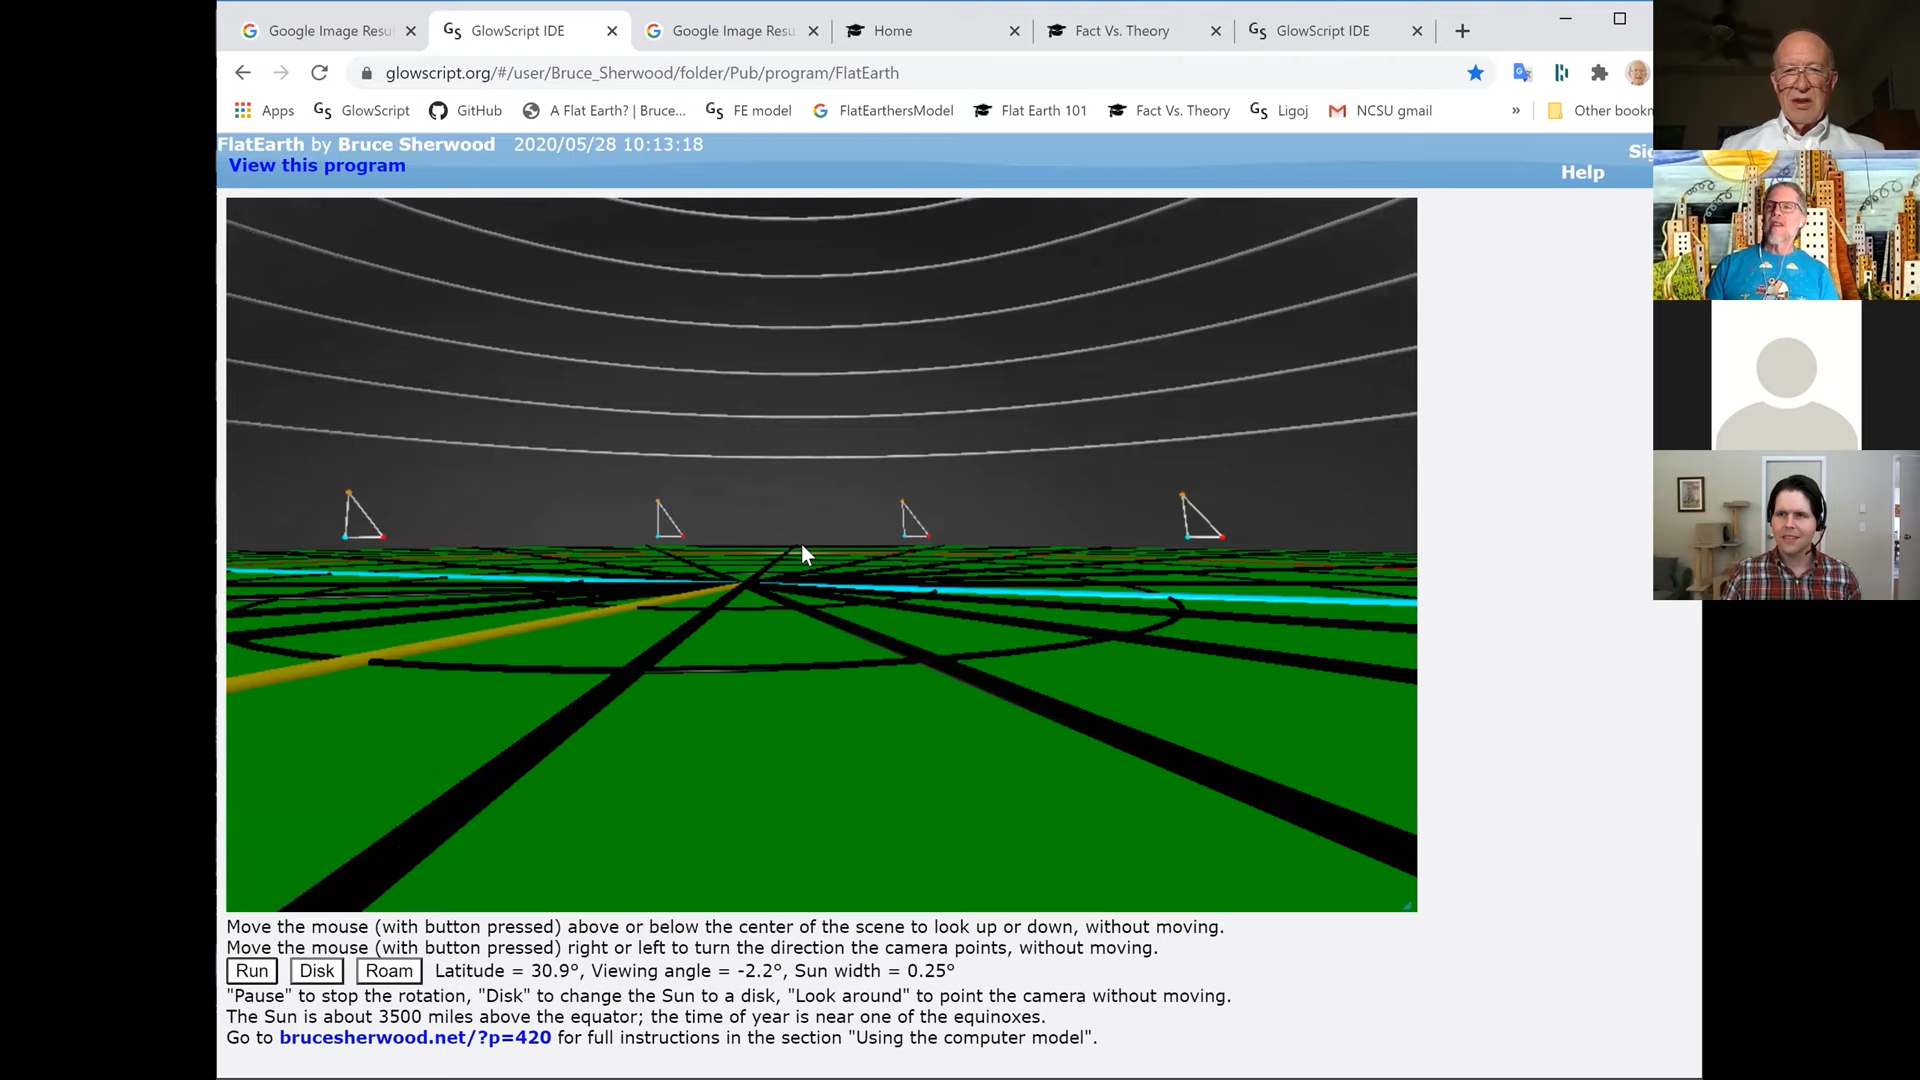 Google Image Resu
GlowScript IDE
Google Image Resu
Home
Fact Vs. Theory
GlowScript IDE
glowscript.org/#/user/Bruce_Sherwood/folder/Pub/program/FlatEarth
Apps
GlowScript
GitHub
A Flat Earth? | Bruce...
FE model
FlatEarthersModel
Flat Earth 101
Fact Vs. Theory
Ligoj
NCSU gmail
»
Other bookm
FlatEarth by Bruce Sherwood 2020/05/28 10:13:18
View this program
Sig
Help
Move the mouse (with button pressed) above or below the center of the scene to look up or down, without moving.
Move the mouse (with button pressed) right or left to turn the direction the camera points, without moving.
Run Disk Roam Latitude = 30.9°, Viewing angle = -2.2°, Sun width = 0.25°
"Pause" to stop the rotation, "Disk" to change the Sun to a disk, "Look around" to point the camera without moving.
The Sun is about 3500 miles above the equator; the time of year is near one of the equinoxes.
Go to brucesherwood.net/?p=420 for full instructions in the section "Using the computer model".